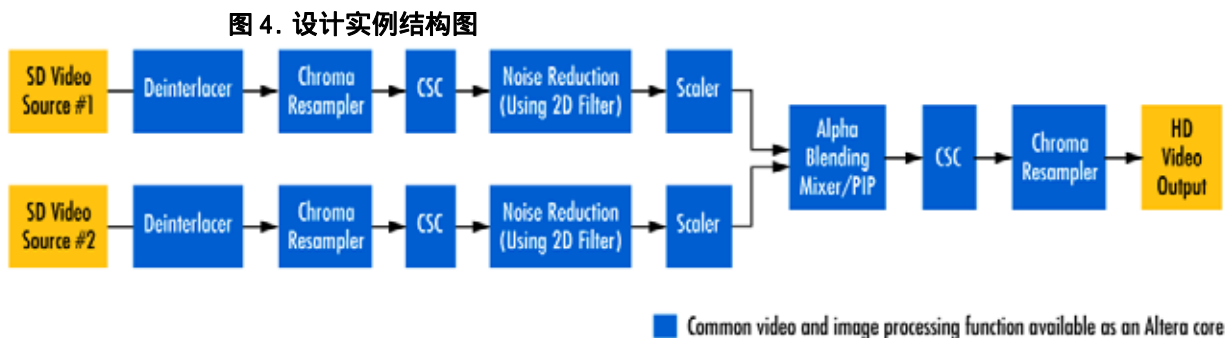 图 4. 设计实例结构图
SD Video
Source #1
Deinterlacer
Chroma
Resampler
CSC
Noise Reduction
(Using 2D Filter)
Scaler
SD Video
Source #2
Deinterlacer
Chroma
Resampler
CSC
Noise Reduction
(Using 2D Filter)
Scaler
Alpha
Blending
Mixer/PIP
CSC
Chroma
Resampler
HD
Video
Output
Common video and image processing function available as an Altera core